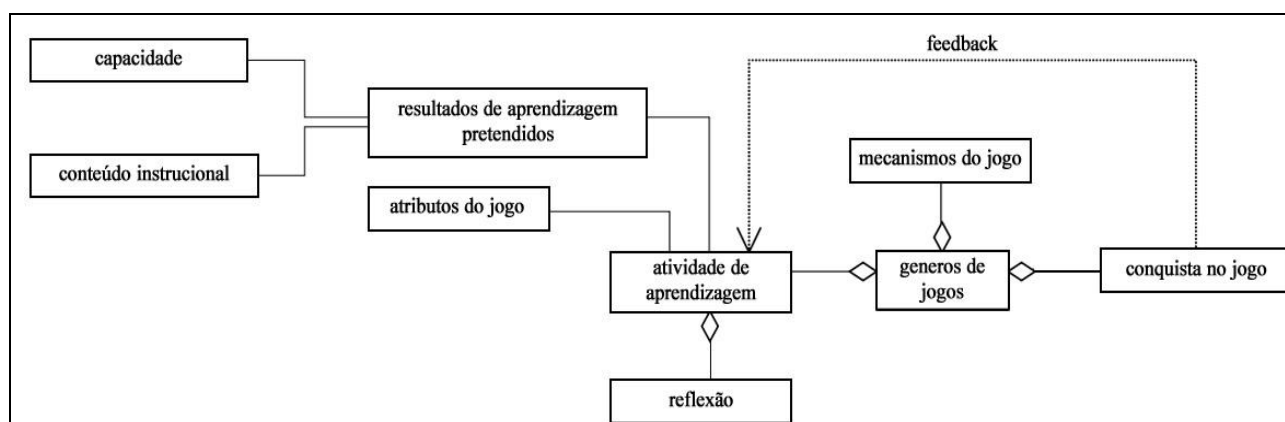 feedback
capacidade
resultados de aprendizagem
pretendidos
mecanismos do jogo
conteúdo instrucional
atributos do jogo
atividade de
aprendizagem
generos de
jogos
conquista no jogo
reflexão